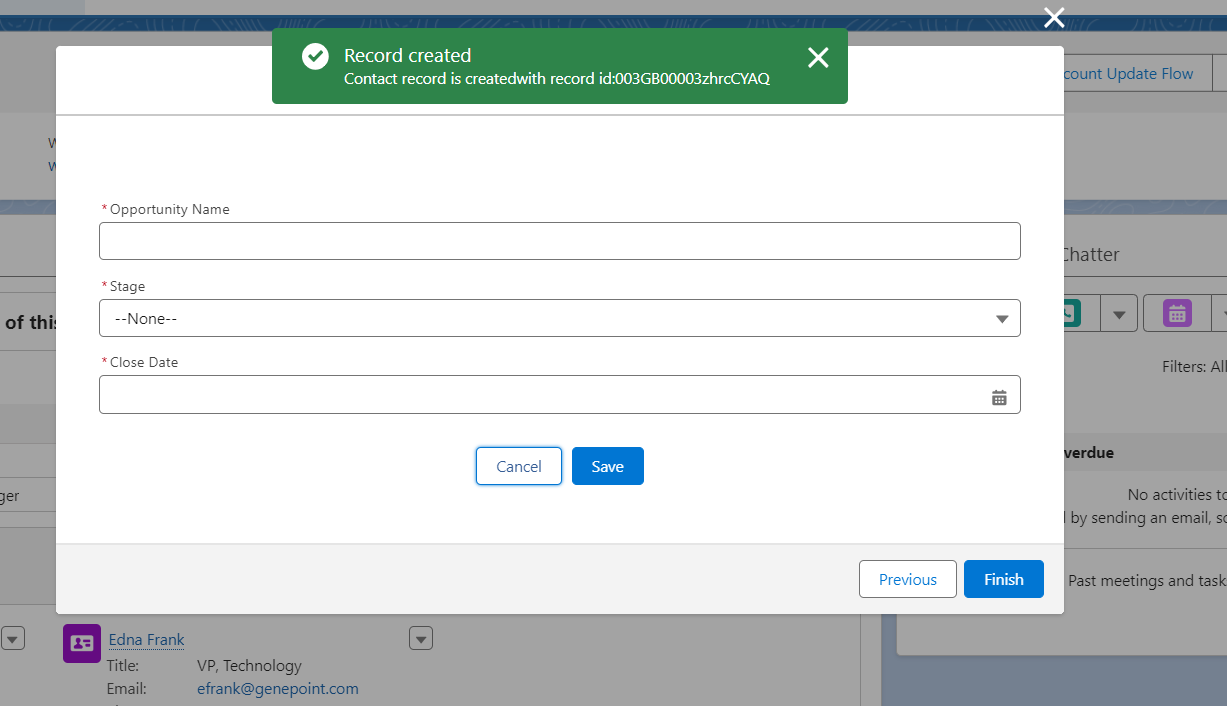 Record created
Contact record is createdwith record id:003GB00003zhrcCYAQ
count Update Flow
W
W
*Opportunity Name
*Stage
--None--
*Close Date
Cancel
Save
Previous
Finish
Chatter
of this
Filters: All
verdue
ger
No activities to
by sending an email, sc
Past meetings and task
Edna Frank
Title: VP, Technology
Email: efrank@genepoint.com